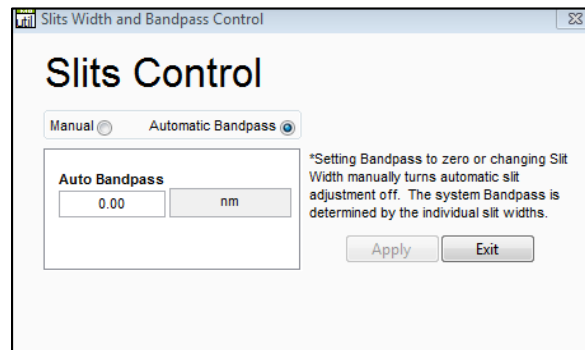 util Slits Width and Bandpass Control
Slits Control
Manual Automatic Bandpass
*Setting Bandpass to zero or changing Slit
Width manually turns automatic slit
adjustment off. The system Bandpass is
determined by the individual slit widths.
Auto Bandpass
0.00 nm
Apply Exit